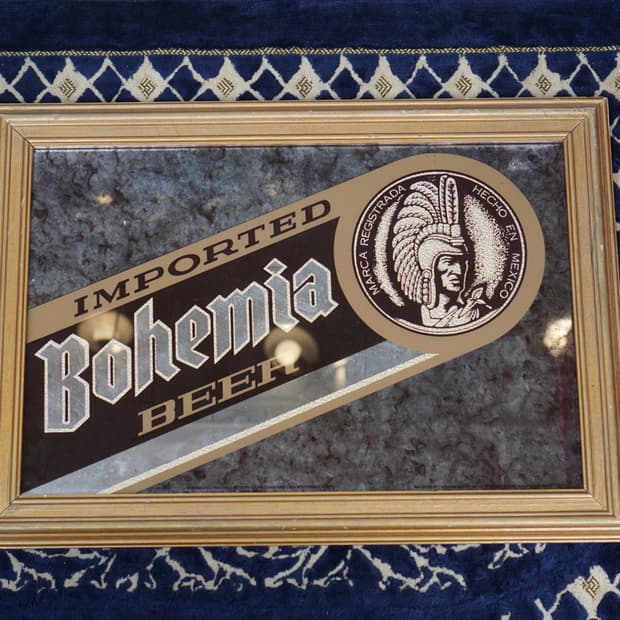 IMPORTED
Bohemia
BEER
MARCA REGISTRADA
HECHO EN MEXICO